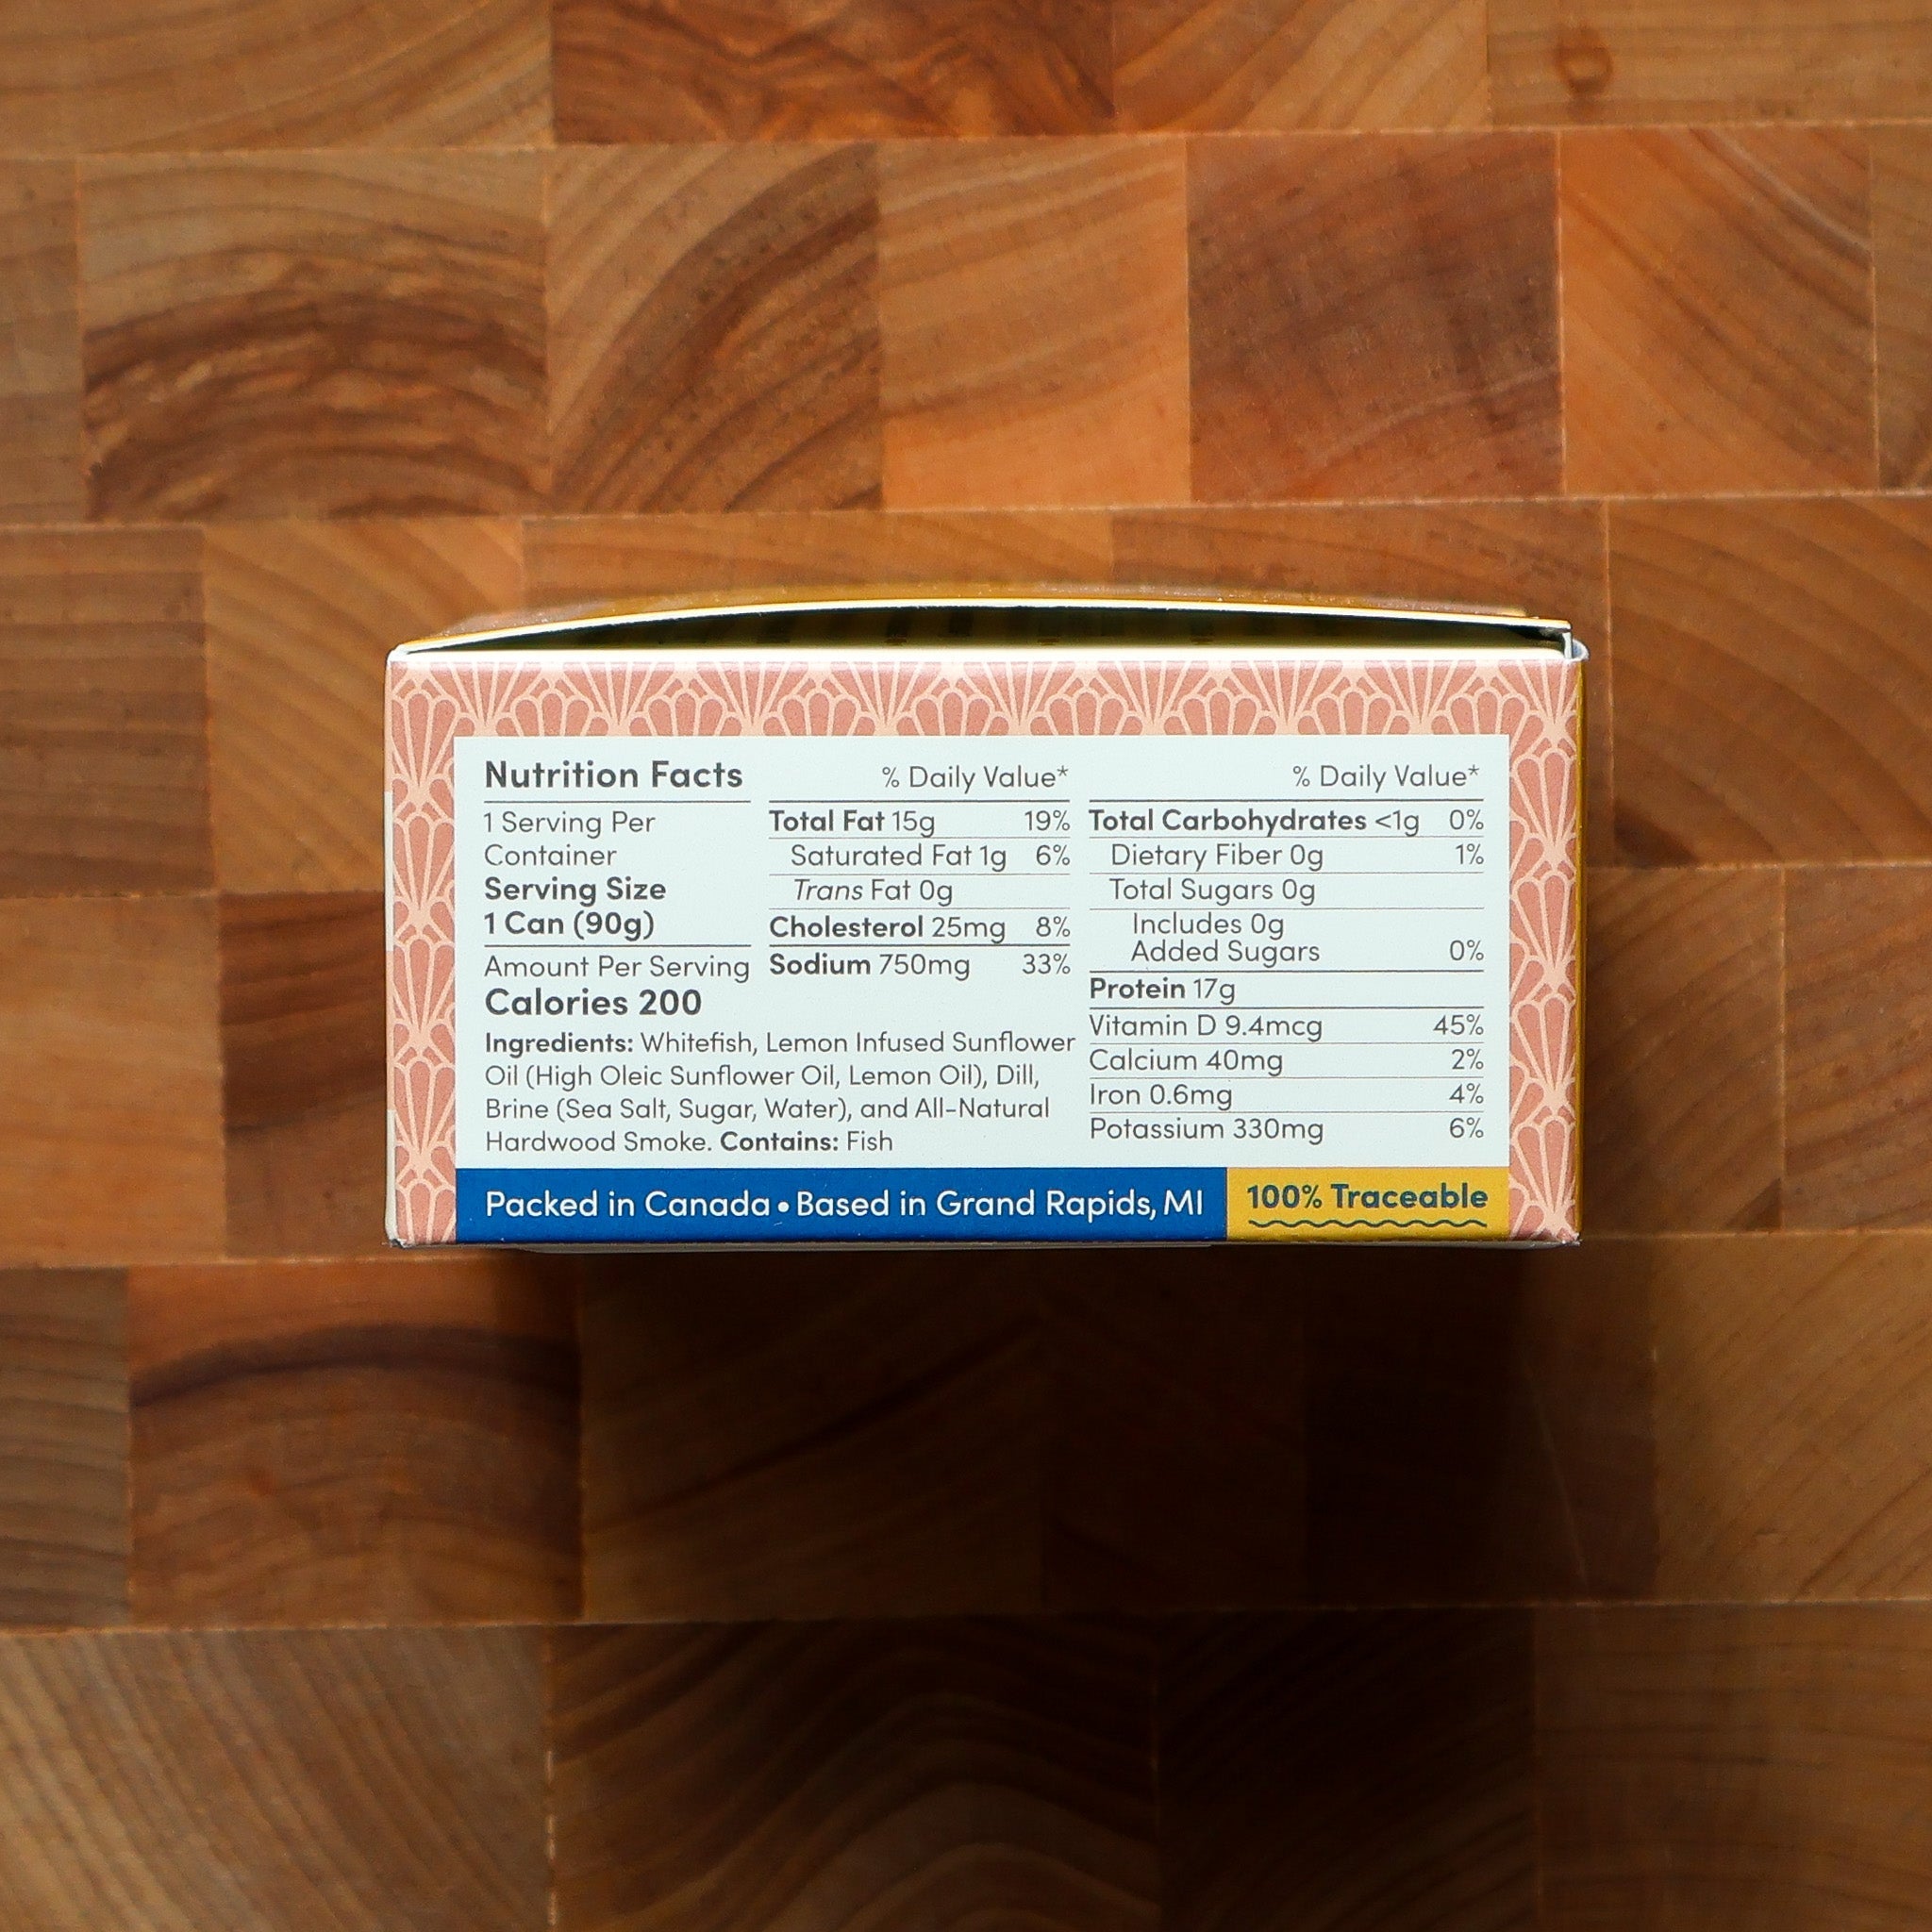 Nutrition Facts
1 Serving Per
Container
Serving Size
1 Can (90g)
Amount Per Serving
Calories 200
% Daily Value*
Total Fat 15g 19%
Saturated Fat 1g 6%
Trans Fat 0g
Cholesterol 25mg 8%
Sodium 750mg 33%
Ingredients: Whitefish, Lemon Infused Sunflower
Oil (High Oleic Sunflower Oil, Lemon Oil), Dill,
Brine (Sea Salt, Sugar, Water), and All-Natural
Hardwood Smoke. Contains: Fish
% Daily Value*
Total Carbohydrates <1g 0%
Dietary Fiber 0g 1%
Total Sugars 0g
Includes 0g
Added Sugars 0%
Protein 17g
Vitamin D 9.4mcg 45%
Calcium 40mg 2%
Iron 0.6mg 4%
Potassium 330mg 6%
Packed in Canada • Based in Grand Rapids, MI
100% Traceable